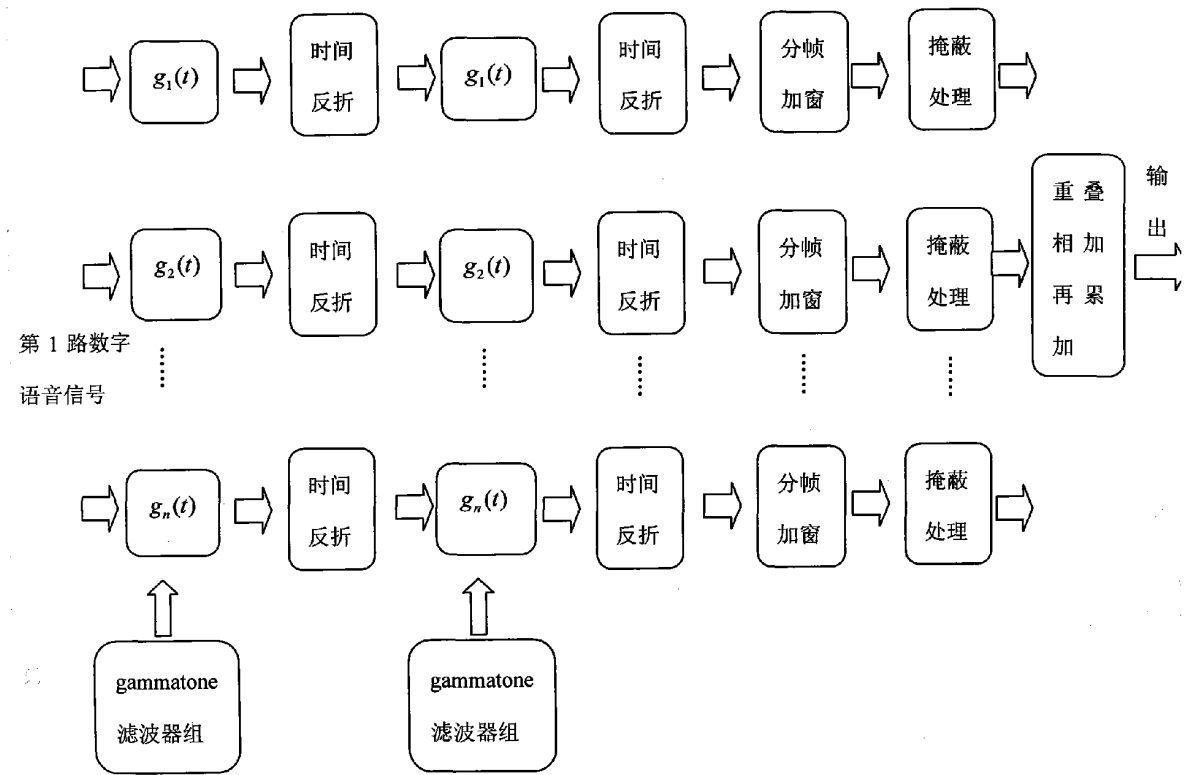 g₁(t)
时间
反折
g₁(t)
时间
反折
分帧
加窗
掩蔽
处理
g₂(t)
时间
反折
g₂(t)
时间
反折
分帧
加窗
掩蔽
处理
重叠
相加
再累
加
输
出
第 1 路数字
语音信号
gₙ(t)
时间
反折
gₙ(t)
时间
反折
分帧
加窗
掩蔽
处理
gammatone
滤波器组
gammatone
滤波器组